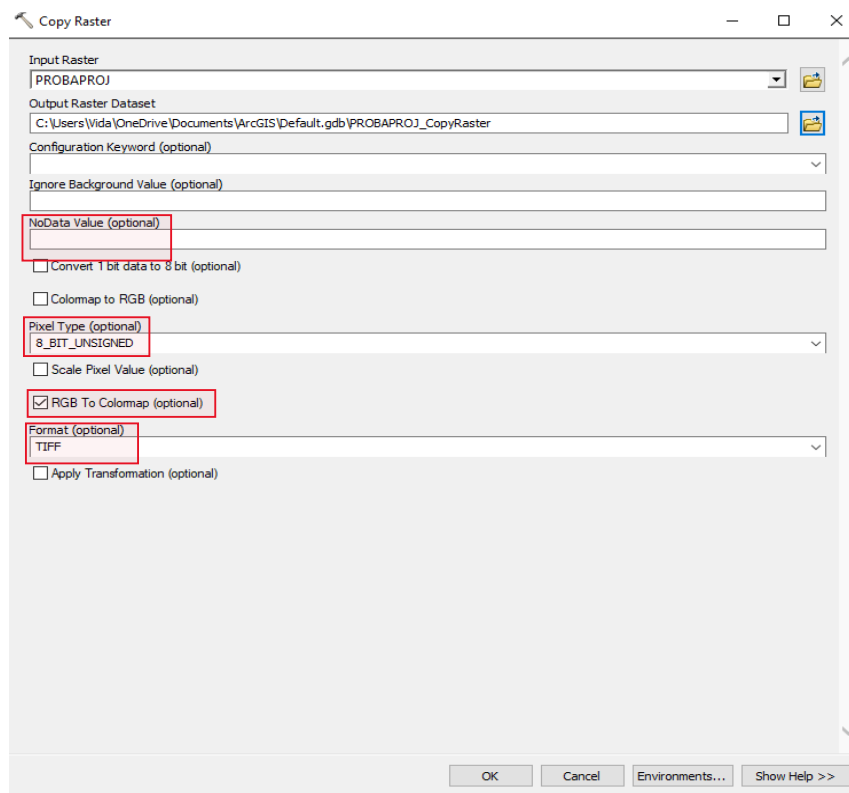 Copy Raster
Input Raster
PROBAPROJ
Output Raster Dataset
C:\Users\Vida\OneDrive\Documents\ArcGIS\Default.gdb\PROBAPROJ_CopyRaster
Configuration Keyword (optional)
Ignore Background Value (optional)
NoData Value (optional)
Convert 1 bit data to 8 bit (optional)
Colormap to RGB (optional)
Pixel Type (optional)
8_BIT_UNSIGNED
Scale Pixel Value (optional)
RGB To Colormap (optional)
Format (optional)
TIFF
Apply Transformation (optional)
OK Cancel Environments... Show Help >>